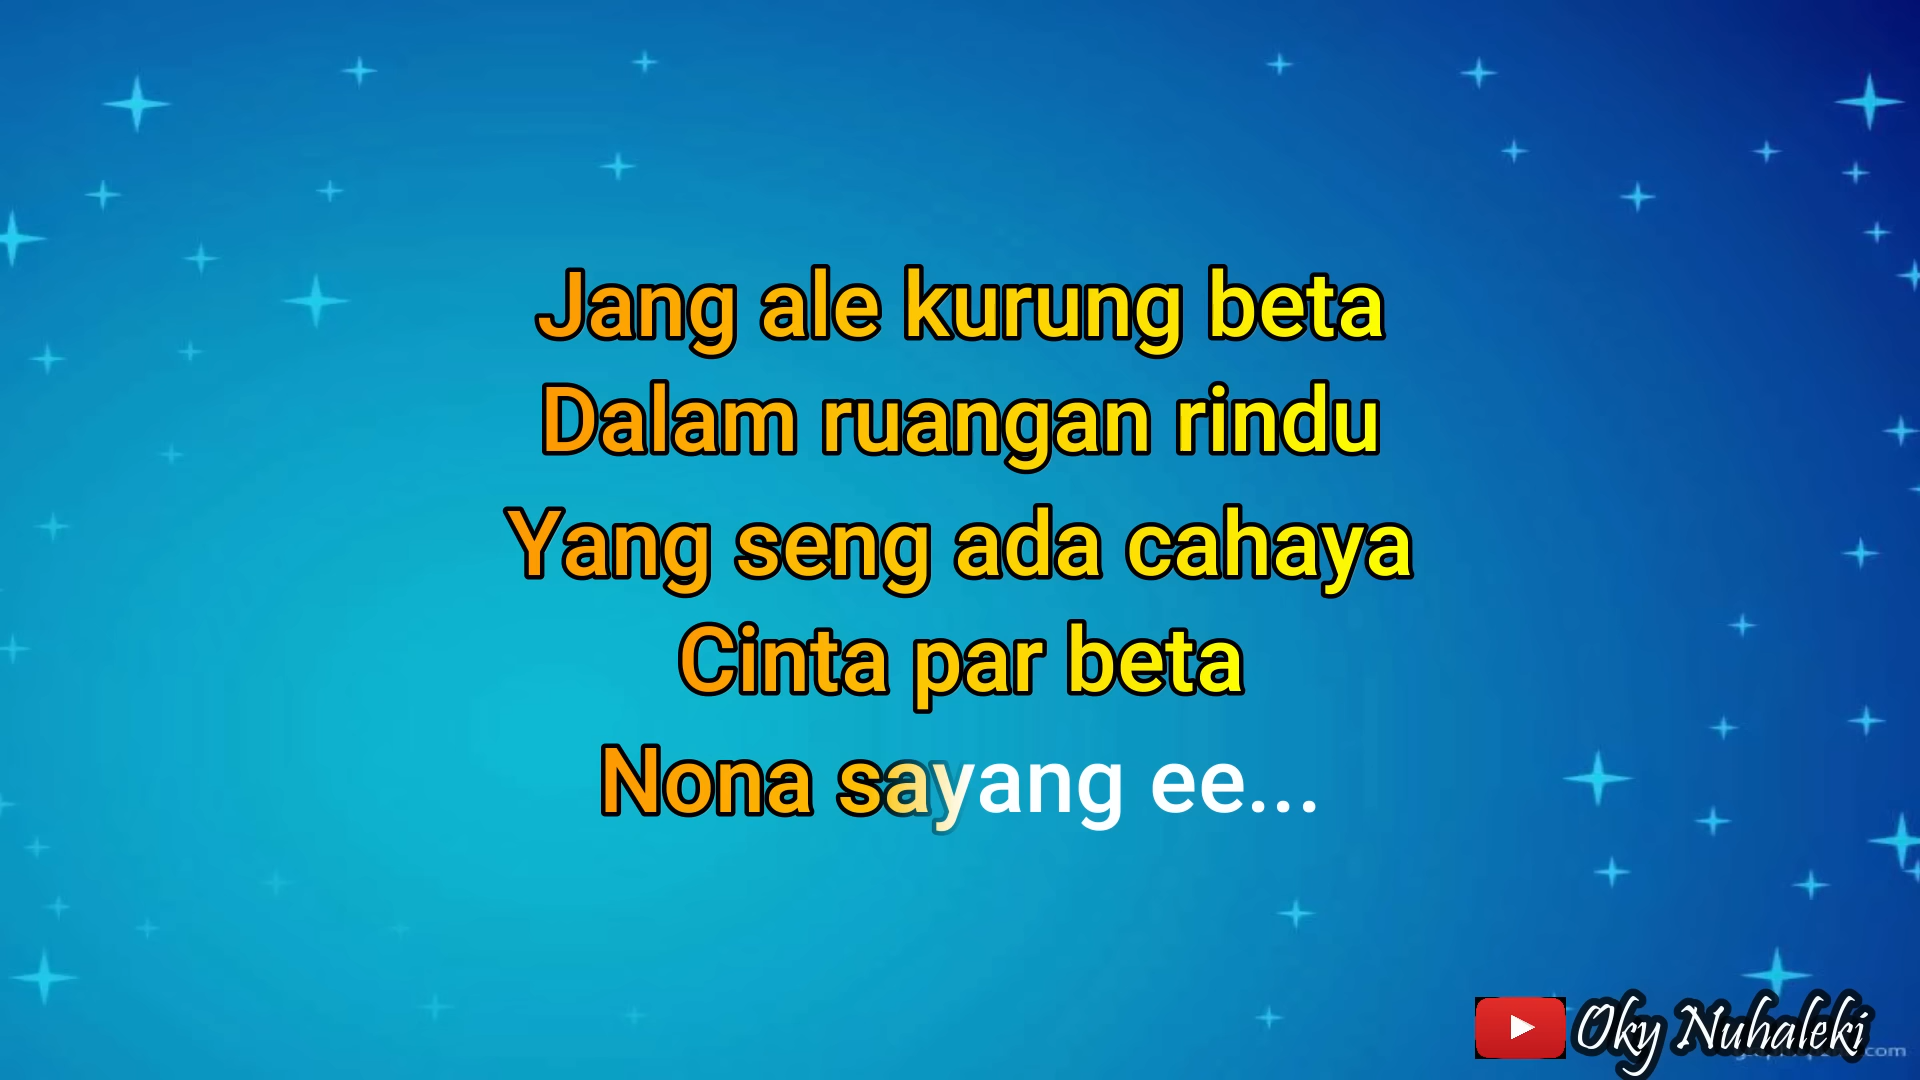 Jang ale kurung beta
Dalam ruangan rindu
Yang seng ada cahaya
Cinta par beta
Nona sayang ee...
Oky Nuhaleki
.com